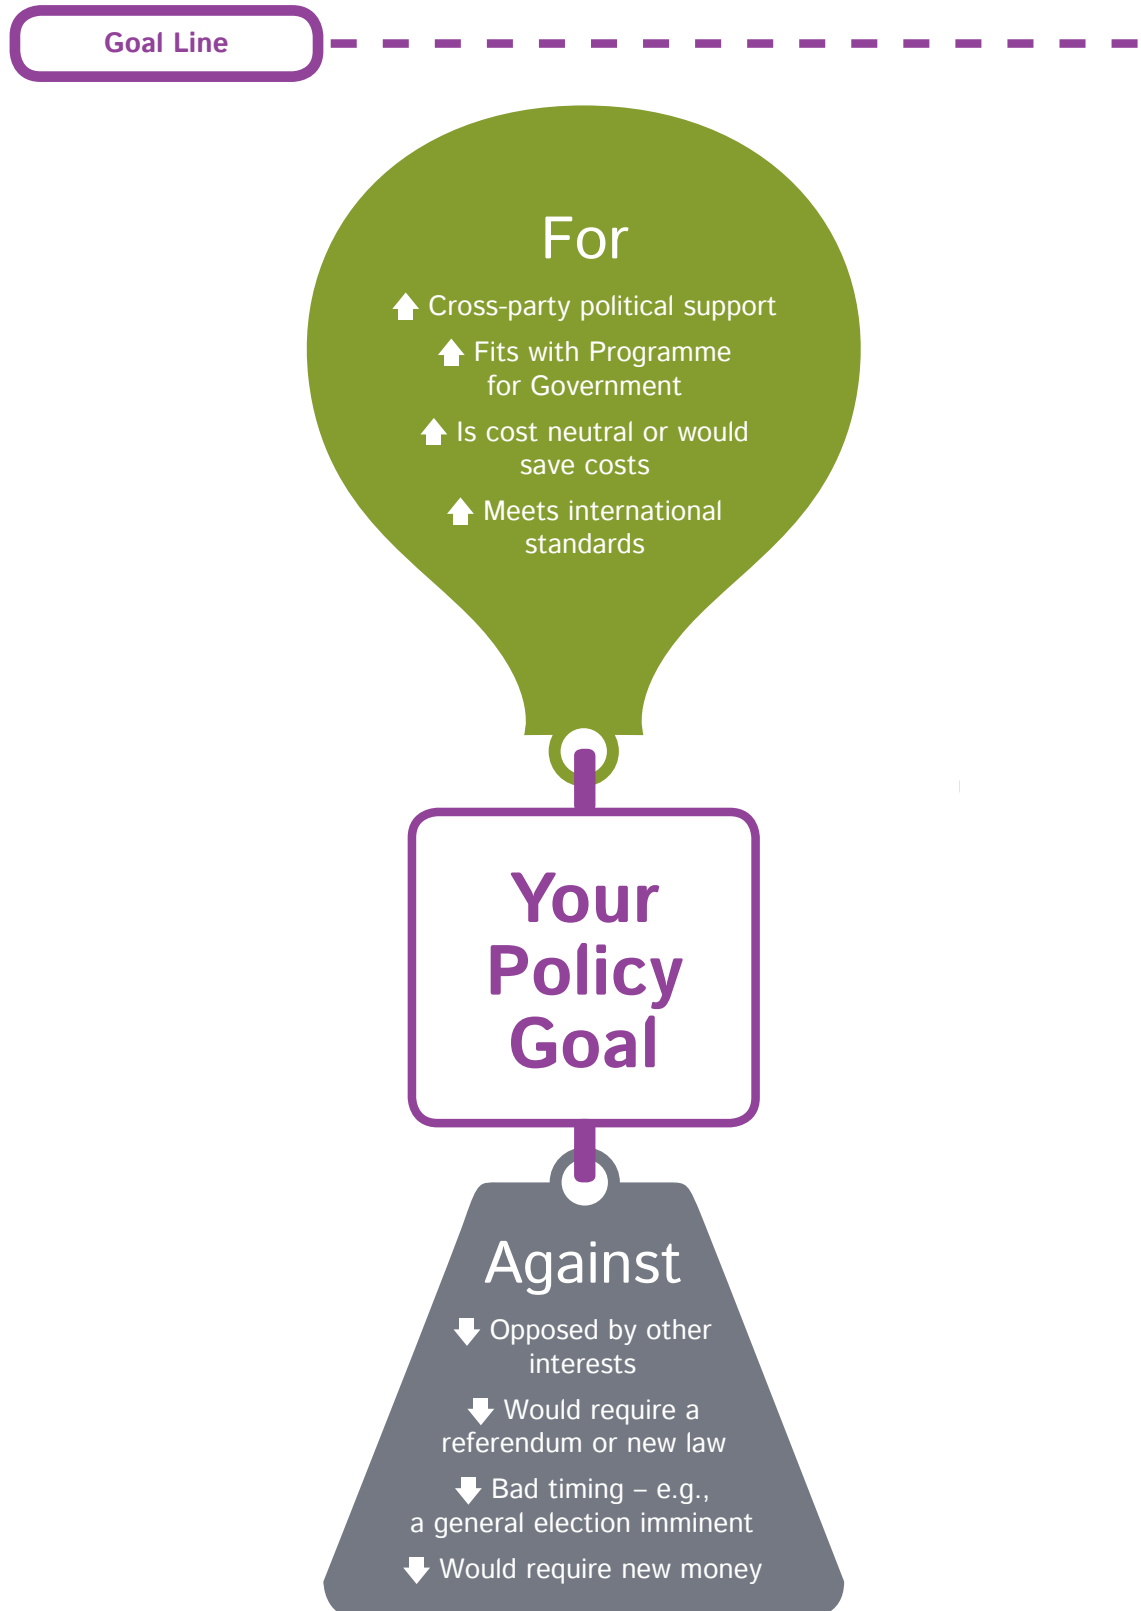 Goal Line
For
Cross-party political support
Fits with Programme
for Government
Is cost neutral or would
save costs
Meets international
standards
Your
Policy
Goal
Against
Opposed by other
interests
Would require a
referendum or new law
Bad timing – e.g.,
a general election imminent
Would require new money